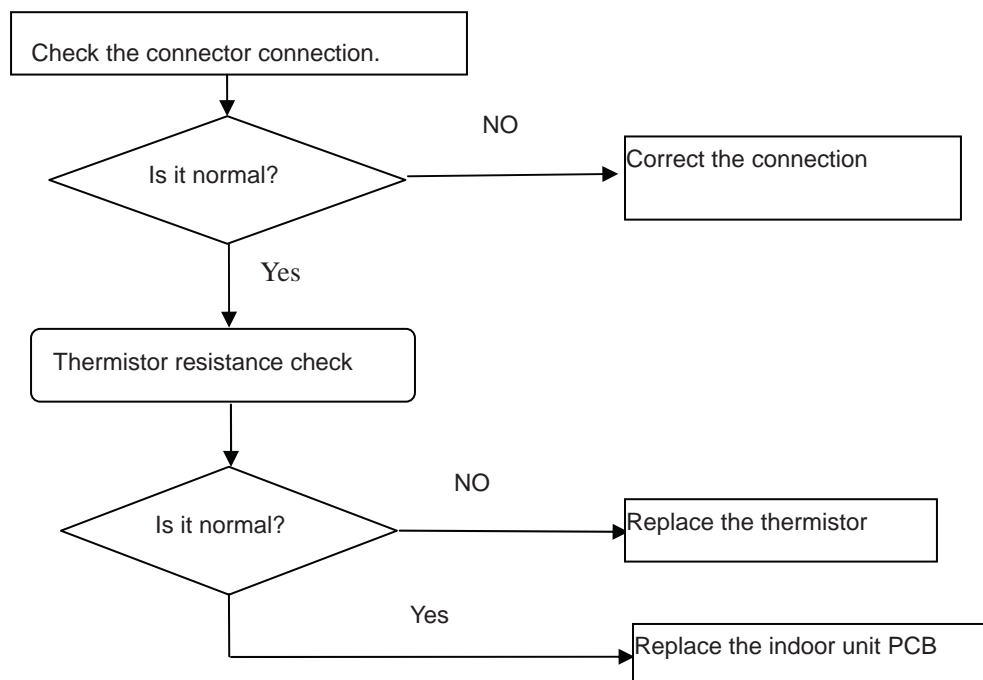 Check the connector connection.
NO
Is it normal?
Correct the connection
Yes
Thermistor resistance check
NO
Is it normal?
Replace the thermistor
Yes
Replace the indoor unit PCB